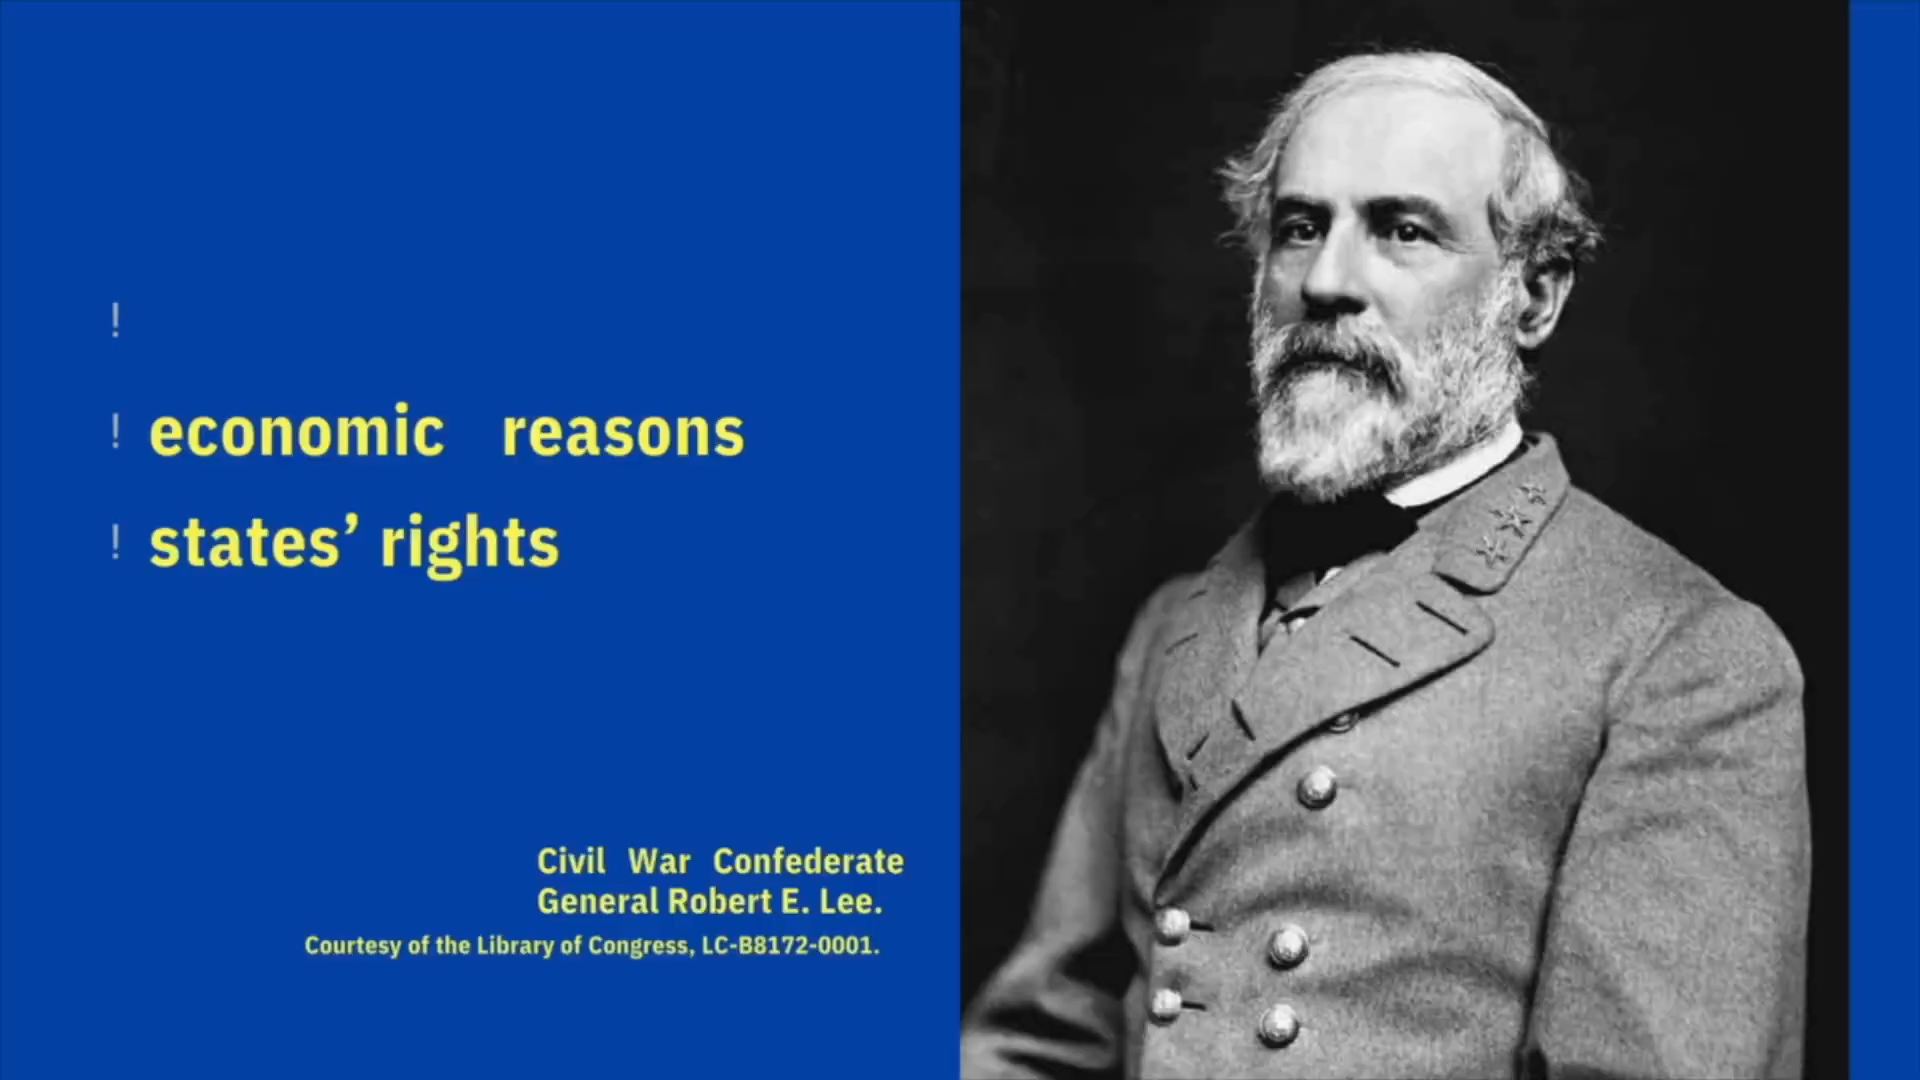 !
! economic reasons
! states’ rights
Civil War Confederate
General Robert E. Lee.
Courtesy of the Library of Congress, LC-B8172-0001.